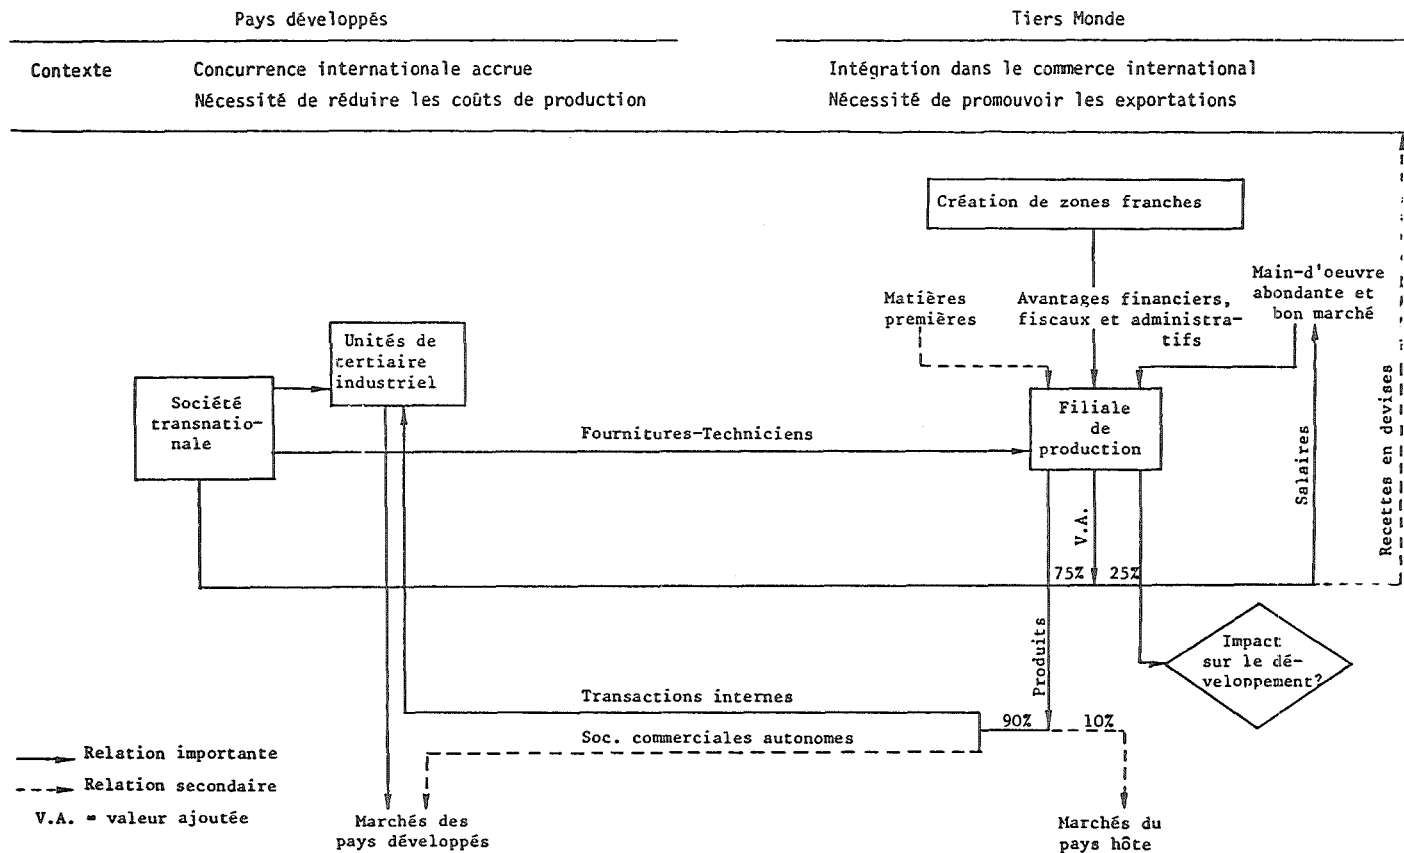 Pays développés
Tiers Monde
Contexte
Concurrence internationale accrue
Nécessité de réduire les coûts de production
Intégration dans le commerce international
Nécessité de promouvoir les exportations
Création de zones franches
Matières
premières
Avantages financiers,
fiscaux et administra-
tifs
Main-d'oeuvre
abondante et
bon marché
Unités de
tertiaire
industriel
Société
transnatio-
nale
Fournitures-Techniciens
Filiale
de
production
Salaires
Recettes en devises
V.A.
75% 25%
Produits
Impact
sur le dé-
veloppement?
Transactions internes
90% 10%
Soc. commerciales autonomes
Relation importante
Relation secondaire
V.A. = valeur ajoutée
Marchés des
pays développés
Marchés du
pays hôte